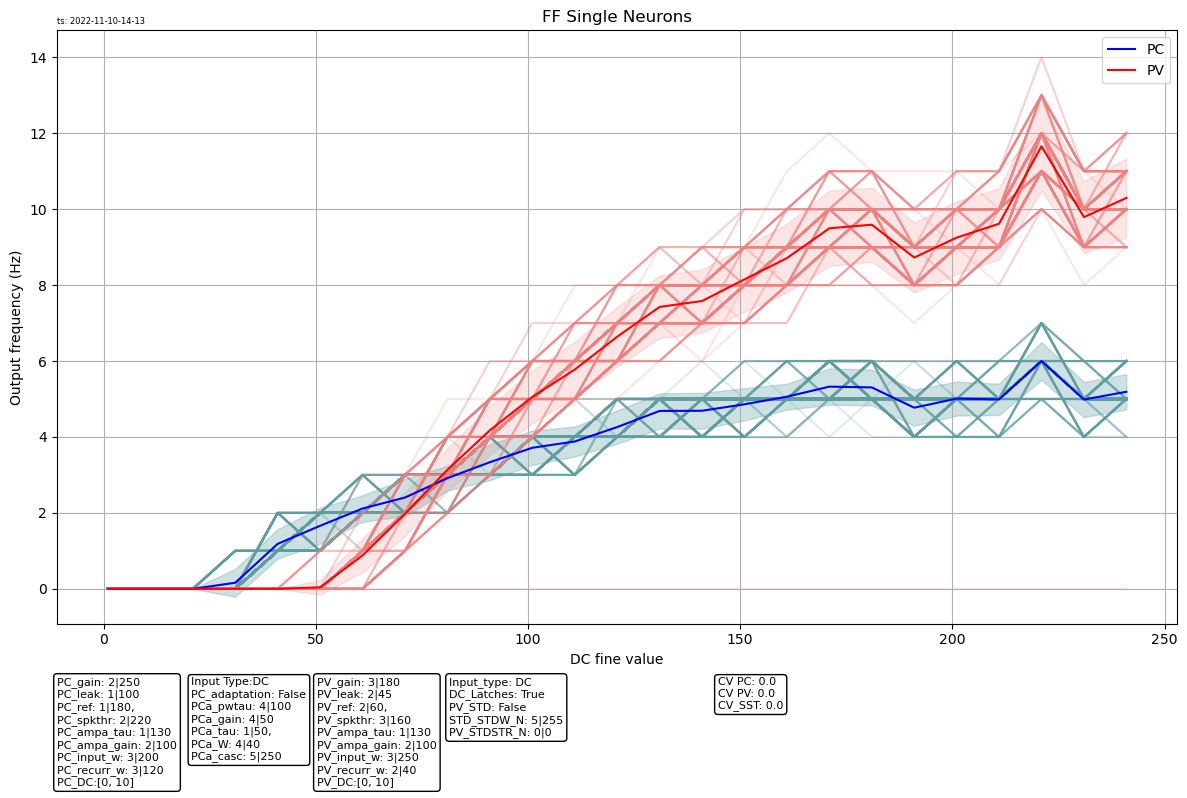 ts: 2022-11-10-14-13
FF Single Neurons
PC
PV
Output frequency (Hz)
14
12
10
8
6
4
2
0
0
50
100
150
200
250
DC fine value
PC_gain: 2|250
PC_leak: 1|100
PC_ref: 1|180,
PC_spkthr: 2|220
PC_ampa_tau: 1|130
PC_ampa_gain: 2|100
PC_input_w: 3|200
PC_recurr_w: 3|120
PC_DC:[0, 10]
Input Type:DC
PC_adaptation: False
PCa_pwtau: 4|100
PCa_gain: 4|50
PCa_tau: 1|50,
PCa_W: 4|40
PCa_casc: 5|250
PV_gain: 3|180
PV_leak: 2|45
PV_ref: 2|60,
PV_spkthr: 3|160
PV_ampa_tau: 1|130
PV_ampa_gain: 2|100
PV_input_w: 3|250
PV_recurr_w: 2|40
PV_DC:[0, 10]
Input_type: DC
DC_Latches: True
PV_STD: False
STD_STDW_N: 5|255
PV_STDSTR_N: 0|0
CV PC: 0.0
CV PV: 0.0
CV_SST: 0.0